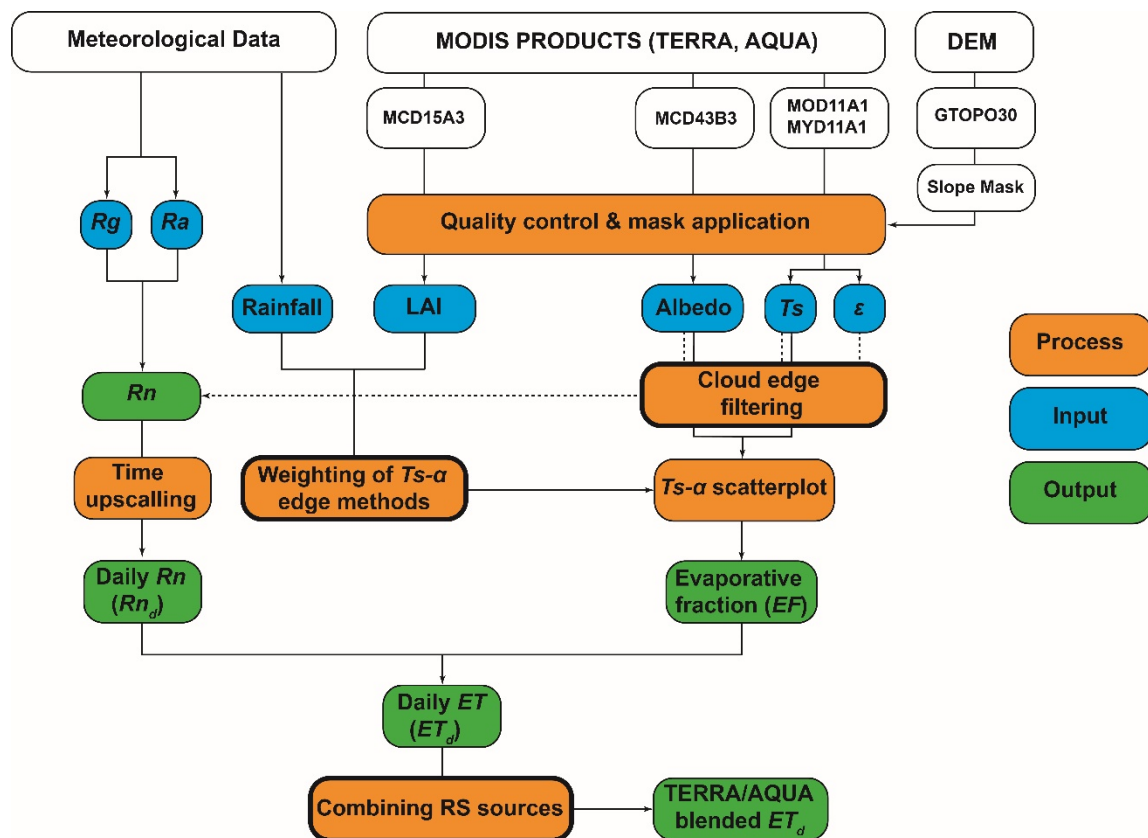 Meteorological Data
MODIS PRODUCTS (TERRA, AQUA)
DEM
MCD15A3
MCD43B3
MOD11A1
MYD11A1
GTOPO30
Slope Mask
Quality control & mask application
Rg
Ra
Rainfall
LAI
Albedo
Ts
ε
Process
Input
Output
Rn
Cloud edge
filtering
Time
upscalling
Weighting of Ts-α
edge methods
Ts-α scatterplot
Daily Rn
(Rnd)
Evaporative
fraction (EF)
Daily ET
(ETd)
Combining RS sources
TERRA/AQUA
blended ETd